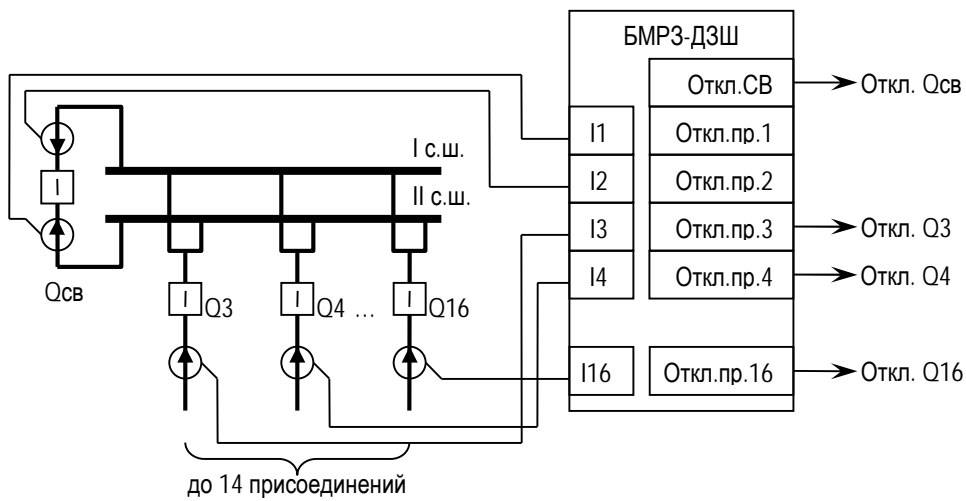 БМРЗ-ДЗШ
Откл.СВ
Откл. Qсв
I1
Откл.пр.1
I с.ш.
I
I2
Откл.пр.2
II с.ш.
I3
Откл.пр.3
Откл. Q3
I4
Откл.пр.4
Откл. Q4
Qсв
I
Q3
I
Q4 ...
I
Q16
I16
Откл.пр.16
Откл. Q16
до 14 присоединений